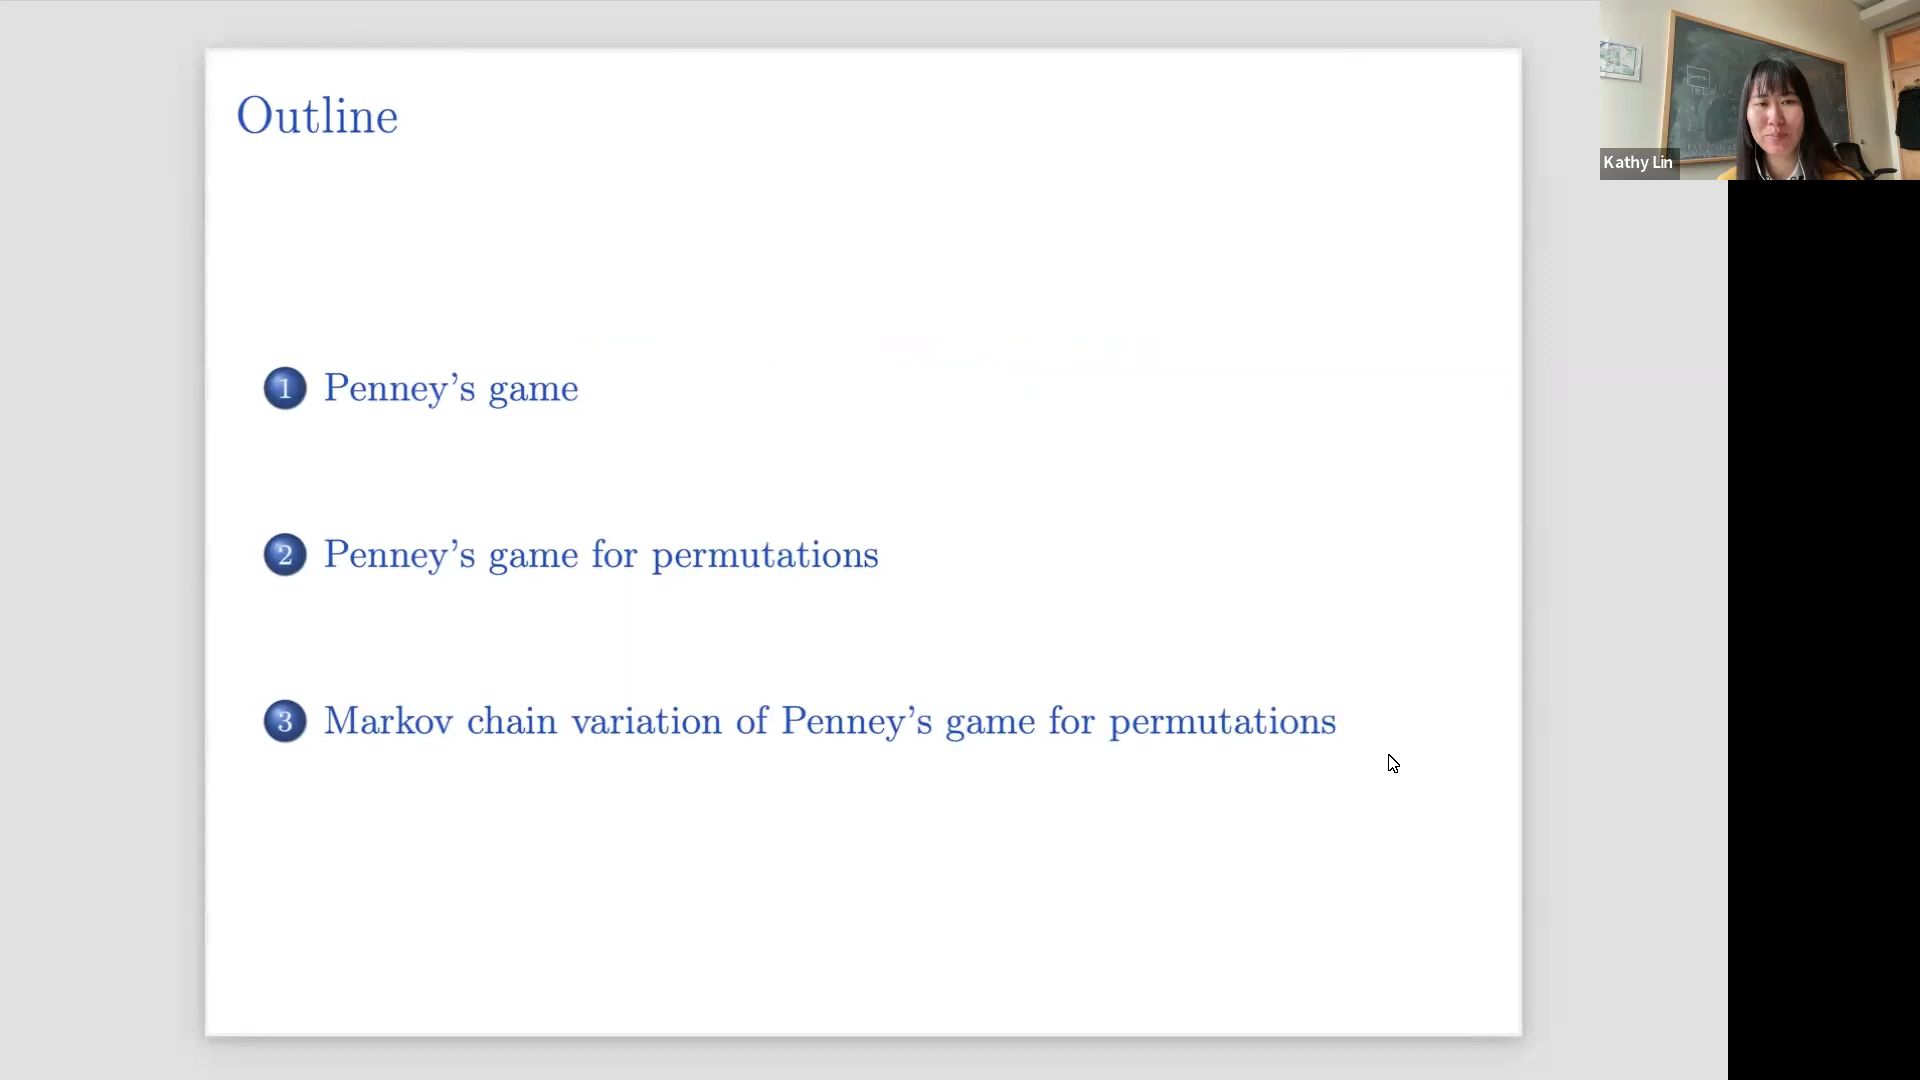 Outline
1 Penney's game
2 Penney's game for permutations
3 Markov chain variation of Penney's game for permutations
Kathy Lin